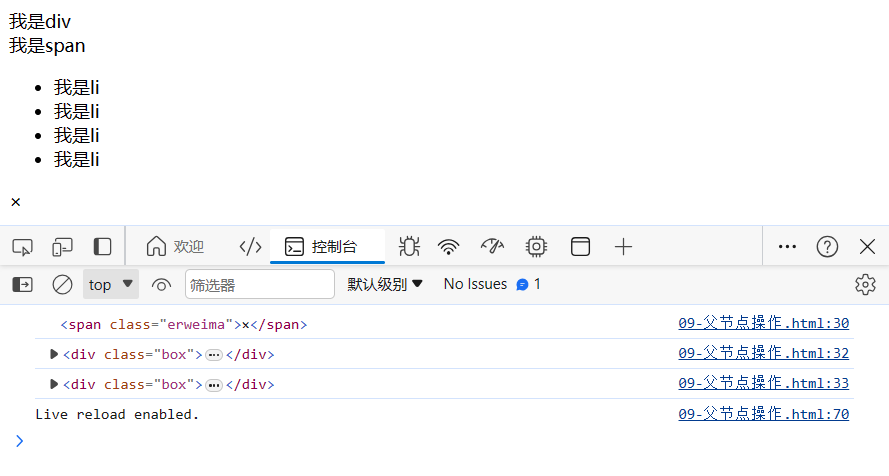 我是div
我是span
• 我是li
• 我是li
• 我是li
• 我是li
×
欢迎 控制台
top 筛选器 默认级别 No Issues 1
<span class="erweima">×</span> 09-父节点操作.html:30
<div class="box">…</div> 09-父节点操作.html:32
<div class="box">…</div> 09-父节点操作.html:33
Live reload enabled. 09-父节点操作.html:70